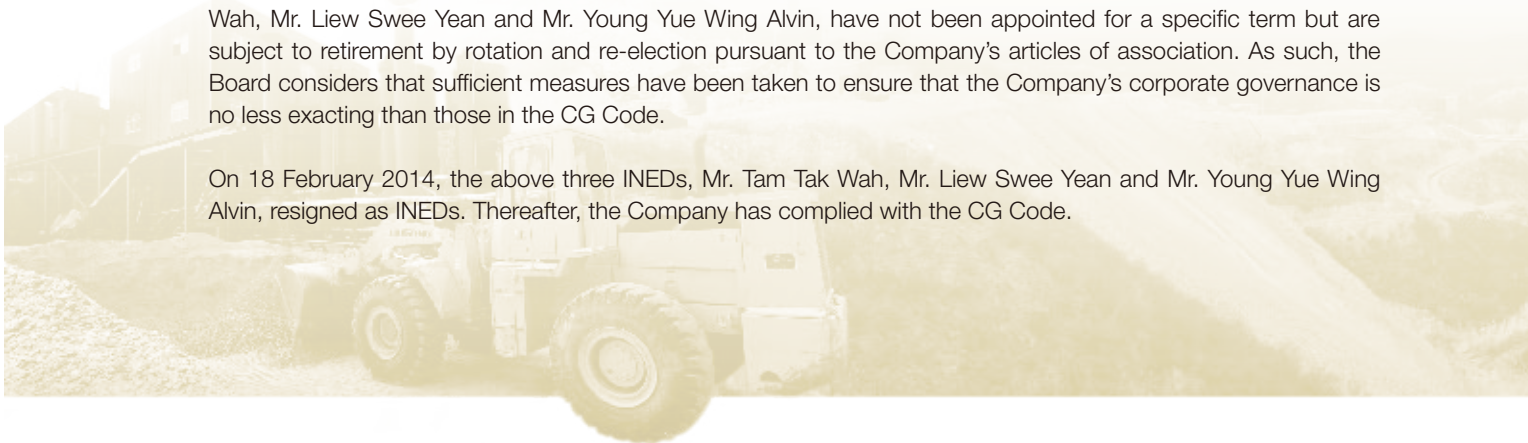 Wah, Mr. Liew Swee Yean and Mr. Young Yue Wing Alvin, have not been appointed for a specific term but are
subject to retirement by rotation and re-election pursuant to the Company’s articles of association. As such, the
Board considers that sufficient measures have been taken to ensure that the Company’s corporate governance is
no less exacting than those in the CG Code.
On 18 February 2014, the above three INEDs, Mr. Tam Tak Wah, Mr. Liew Swee Yean and Mr. Young Yue Wing
Alvin, resigned as INEDs. Thereafter, the Company has complied with the CG Code.